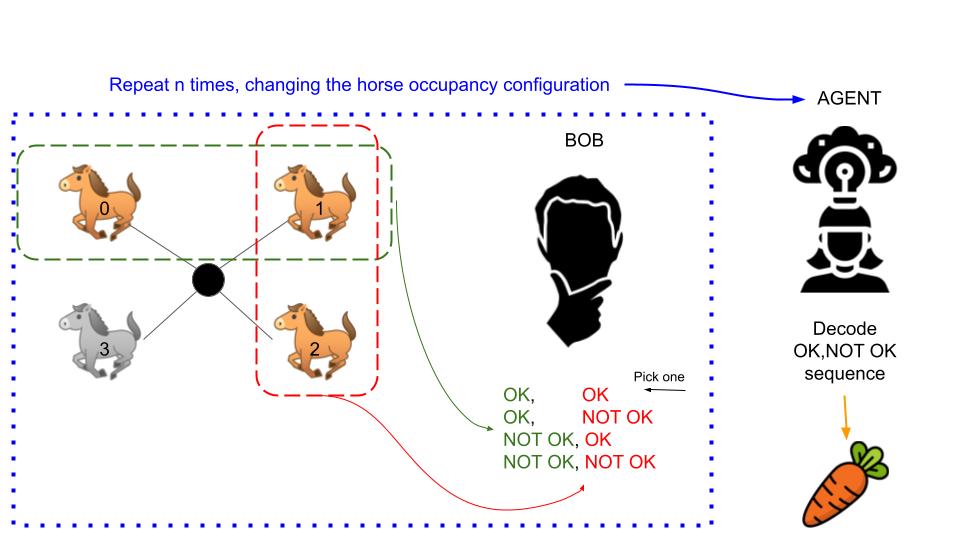 Repeat n times, changing the horse occupancy configuration
AGENT
BOB
0
1
3
2
Pick one
OK, OK
OK, NOT OK
NOT OK, OK
NOT OK, NOT OK
Decode
OK,NOT OK
sequence